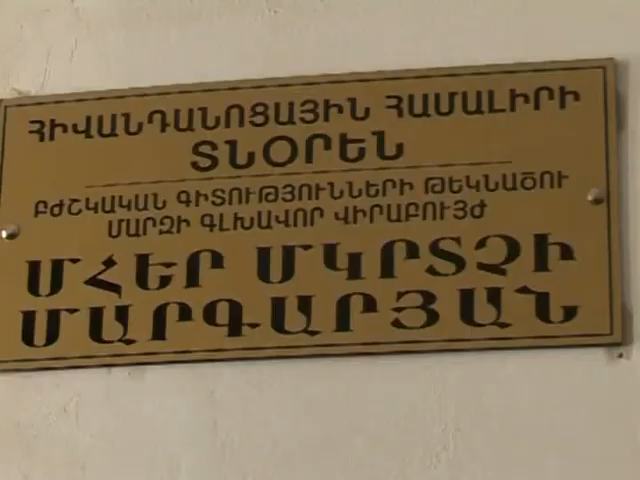 ՀԻՎԱՆԴԱՆՈՑԱՅԻՆ ՀԱՄԱԼԻՐԻ
ՏՆՕՐԵՆ
ԲԺՇԿԱԿԱՆ ԳԻՏՈՒԹՅՈՒՆՆԵՐԻ ԹԵԿՆԱԾՈՒ
ՄԱՐԶԻ ԳԼԽԱՎՈՐ ՎԻՐԱԲՈՒՅԺ
ՄՀԵՐ ՄԿՐՏՉԻ
ՄԱՐԳԱՐՅԱՆ